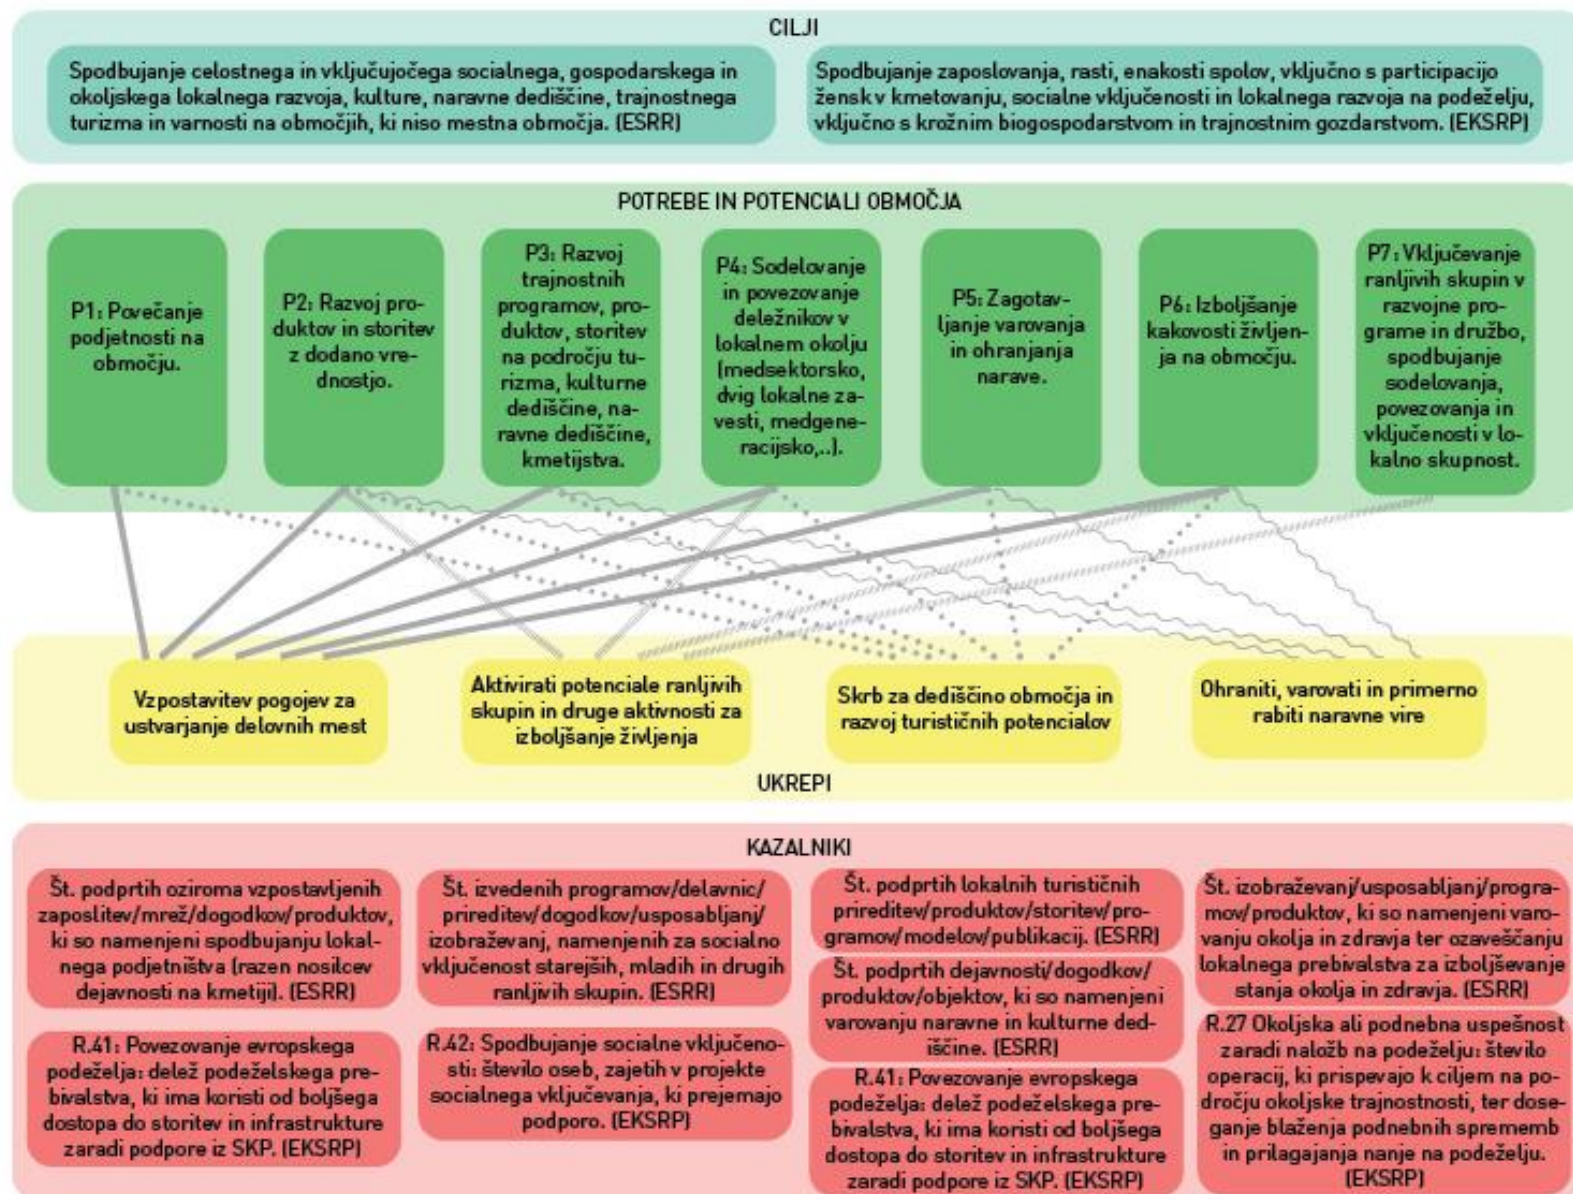 CILJI
Spodbujanje celostnega in vključujočega socialnega, gospodarskega in
okoljskega lokalnega razvoja, kulture, naravne dediščine, trajnostnega
turizma in varnosti na območjih, ki niso mestna območja. (ESRR)
Spodbujanje zaposlovanja, rasti, enakosti spolov, vključno s participacijo
žensk v kmetovanju, socialne vključenosti in lokalnega razvoja na podeželju,
vključno s krožnim biogospodarstvom in trajnostnim gozdarstvom. (EKSRP)
POTREBE IN POTENCIALI OBMOČJA
P1: Povečanje
podjetnosti na
območju.
P2: Razvoj pro-
duktov in storitev
z dodano vre-
dnostjo.
P3: Razvoj
trajnostnih
programov, pro-
duktov, storitev
na področju tu-
rizma, kulturne
dediščine, na-
ravne dediščine,
kmetijstva.
P4: Sodelovanje
in povezovanje
deležnikov v
lokalnem okolju
(medsektorsko,
dvig lokalne za-
vesti, medgene-
racijsko,..).
P5: Zagotav-
ljanje varovanja
in ohranjanja
narave.
P6: Izboljšanje
kakovosti življen-
ja na območju.
P7: Vključevanje
ranljivih skupin v
razvojne pro-
grame in družbo,
spodbujanje
sodelovanja,
povezovanja in
vključenosti v lo-
kalno skupnost.
Vzpostavitev pogojev za
ustvarjanje delovnih mest
Aktivirati potenciale ranljivih
skupin in druge aktivnosti za
izboljšanje življenja
Skrb za dediščino območja in
razvoj turističnih potencialov
Ohraniti, varovati in primerno
rabiti naravne vire
UKREPI
KAZALNIKI
Št. podprtih oziroma vzpostavljenih
zaposlitev/mrež/dogodkov/produktov,
ki so namenjeni spodbujanju lokal-
nega podjetništva (razen nosilcev
dejavnosti na kmetiji). (ESRR)
R.41: Povezovanje evropskega
podeželja: delež podeželskega pre-
bivalstva, ki ima koristi od boljšega
dostopa do storitev in infrastrukture
zaradi podpore iz SKP. (EKSRP)
Št. izvedenih programov/delavnic/
prireditev/dogodkov/usposabljanj/
izobraževanj, namenjenih za socialno
vključenost starejših, mladih in drugih
ranljivih skupin. (ESRR)
R.42: Spodbujanje socialne vključeno-
sti: število oseb, zajetih v projekte
socialnega vključevanja, ki prejemajo
podporo. (EKSRP)
Št. podprtih lokalnih turističnih
prireditev/produktov/storitev/pro-
gramov/modelov/publikacij. (ESRR)
Št. podprtih dejavnosti/dogodkov/
produktov/objektov, ki so namenjeni
varovanju naravne in kulturne ded-
iščine. (ESRR)
R.41: Povezovanje evropskega
podeželja: delež podeželskega pre-
bivalstva, ki ima koristi od boljšega
dostopa do storitev in infrastrukture
zaradi podpore iz SKP. (EKSRP)
Št. izobraževanj/usposabljanj/progra-
mov/produktov, ki so namenjeni varo-
vanju okolja in zdravja ter ozaveščanju
lokalnega prebivalstva za izboljševanje
stanja okolja in zdravja. (ESRR)
R.27 Okoljska ali podnebna uspešnost
zaradi naložb na podeželju: število
operacij, ki prispevajo k ciljem na po-
dročju okoljske trajnostnosti, ter dose-
ganje blaženja podnebnih sprememb
in prilagajanja nanje na podeželju.
(EKSRP)